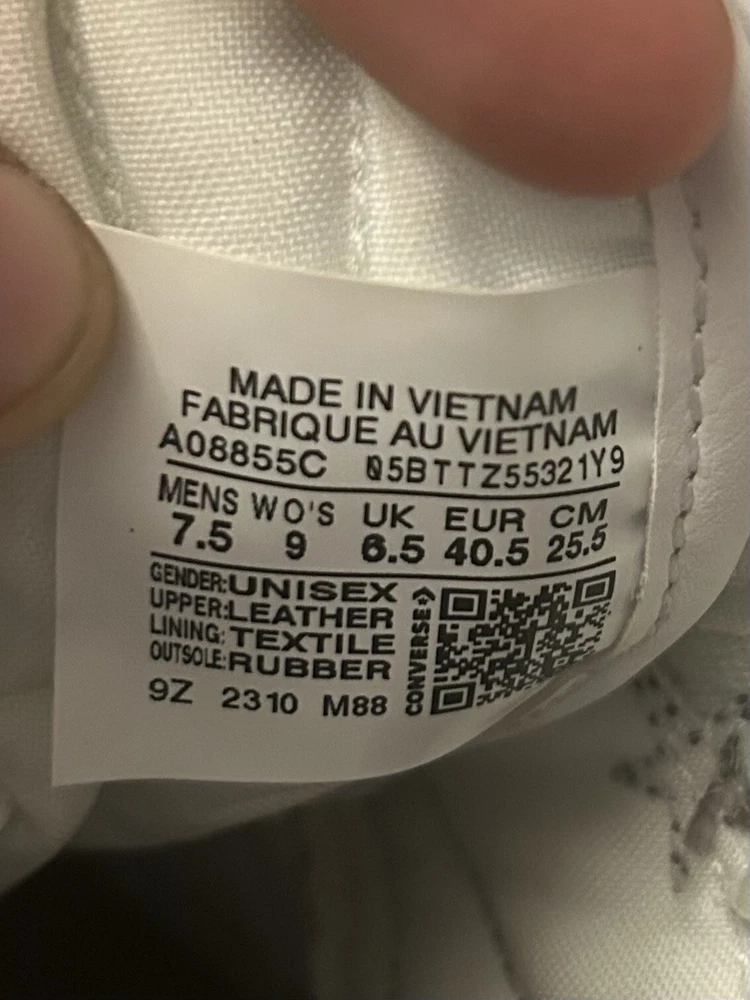 MADE IN VIETNAM
FABRIQUE AU VIETNAM
A08855C 05BTTZ55321Y9
MENS WO'S UK EUR CM
7.5 9 6.5 40.5 25.5
GENDER:UNISEX
UPPER:LEATHER
LINING:TEXTILE
OUTSOLE:RUBBER
9Z 2310 M88
CONVERSE